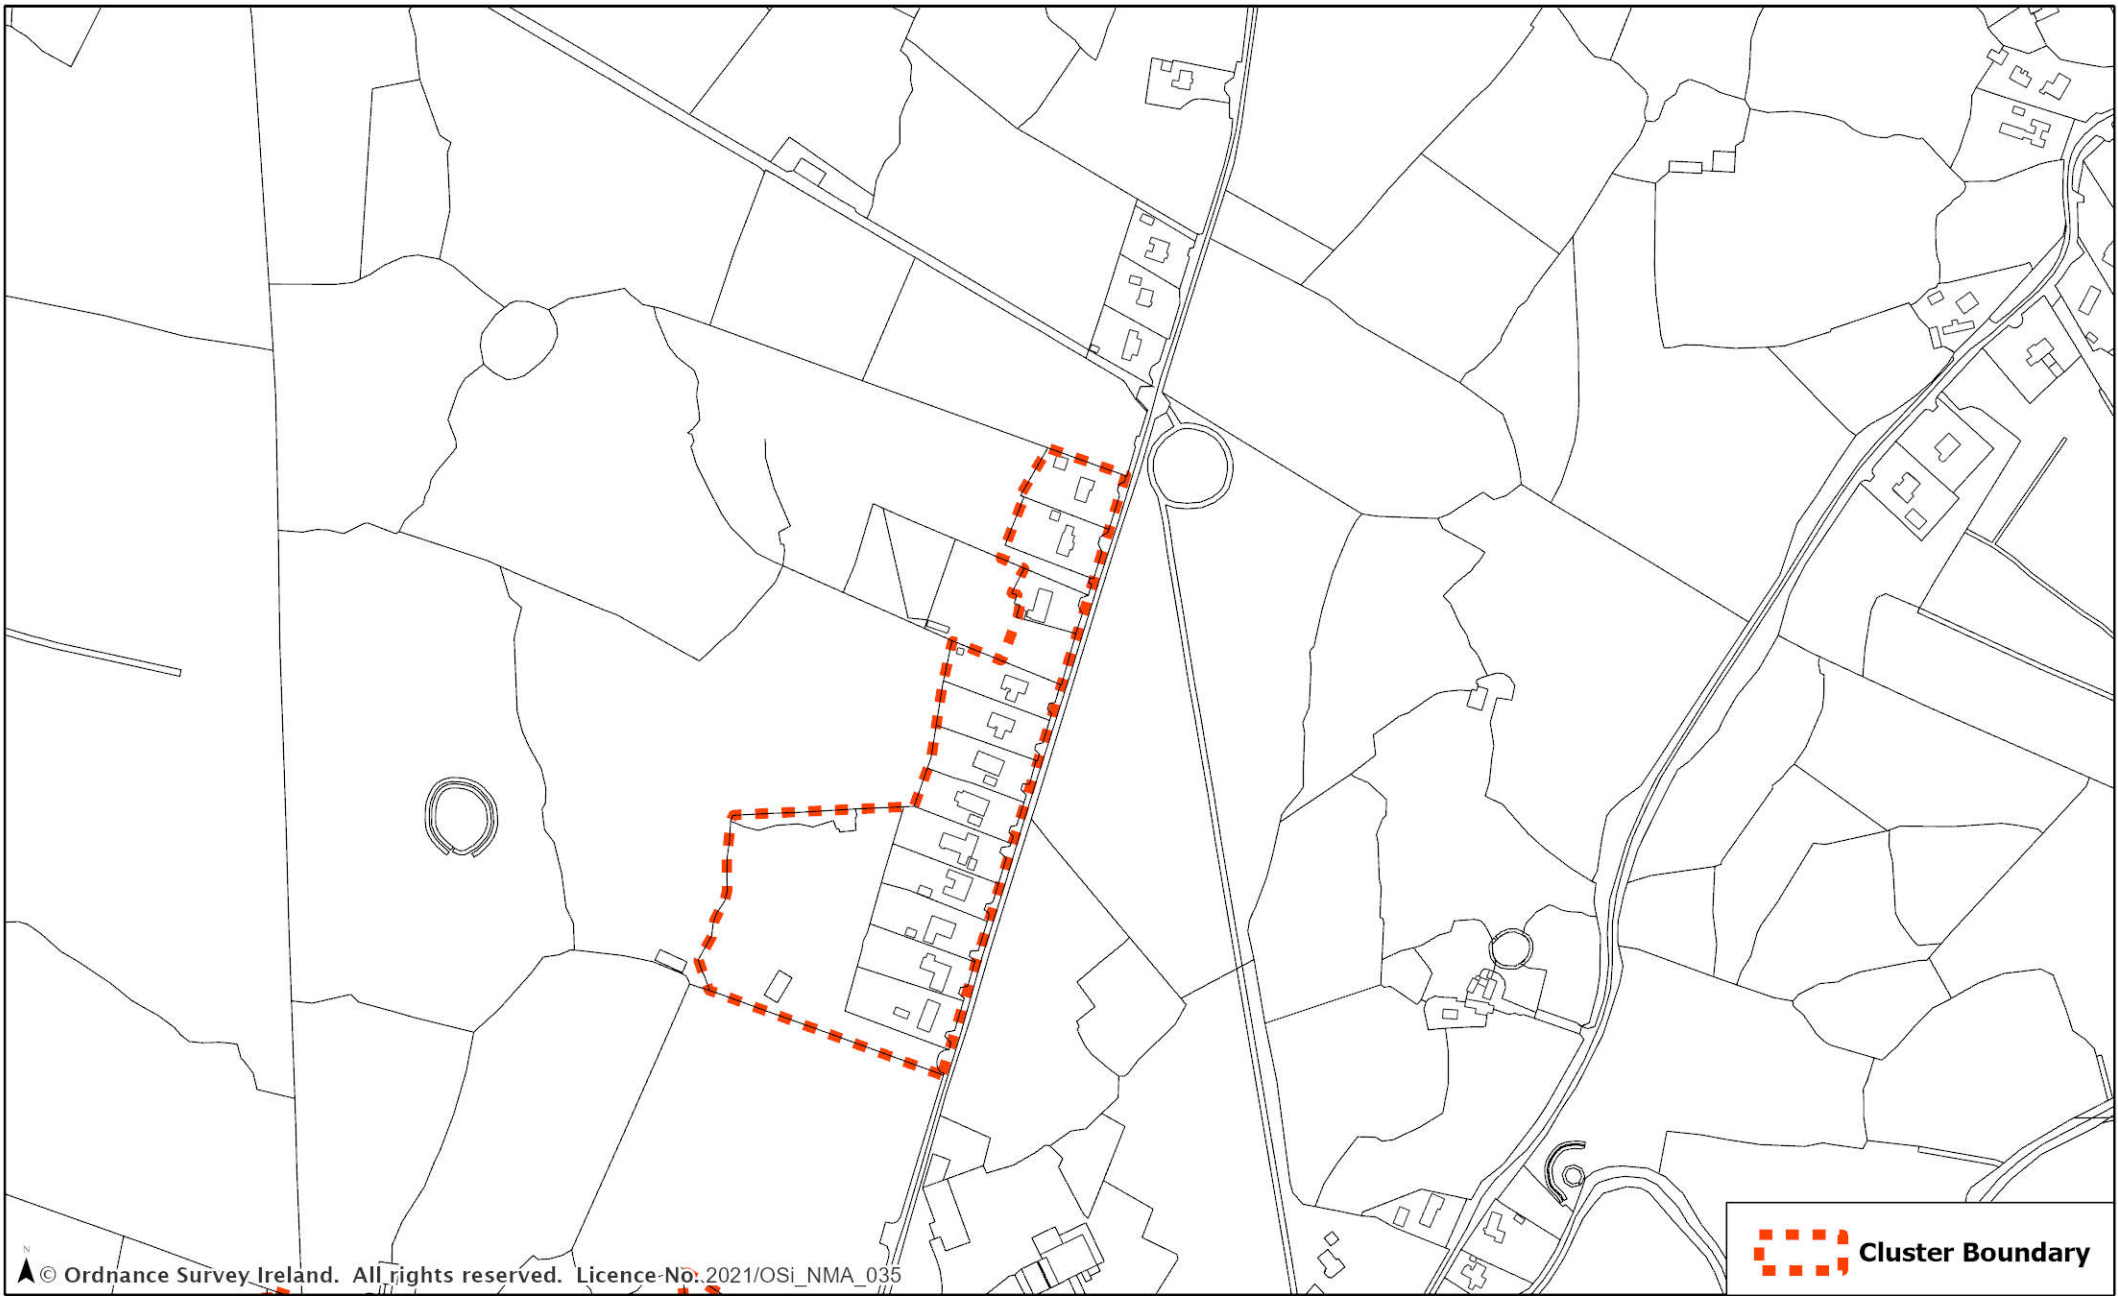 Cluster Boundary
N
© Ordnance Survey Ireland. All rights reserved. Licence No. 2021/OSi_NMA_035